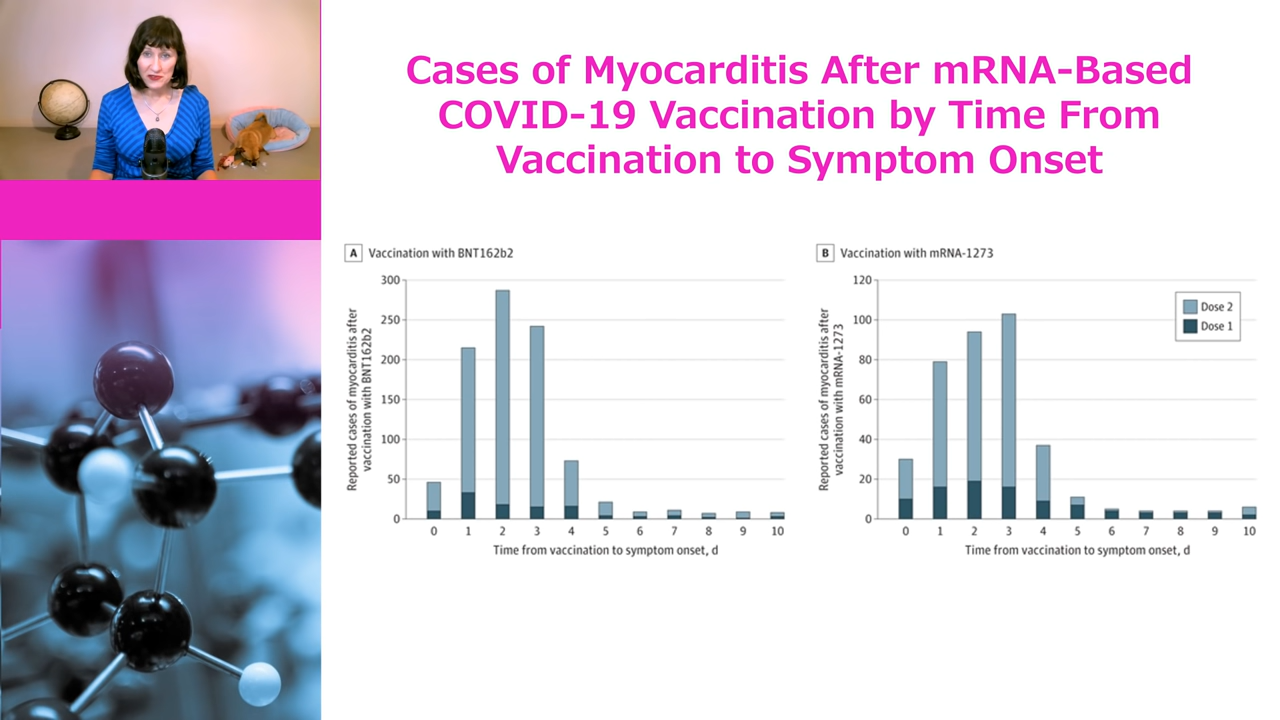 Cases of Myocarditis After mRNA-Based
COVID-19 Vaccination by Time From
Vaccination to Symptom Onset
A Vaccination with BNT162b2
Reported cases of myocarditis after
vaccination with BNT162b2
300
250
200
150
100
50
0
0 1 2 3 4 5 6 7 8 9 10
Time from vaccination to symptom onset, d
B Vaccination with mRNA-1273
Reported cases of myocarditis after
vaccination with mRNA-1273
120
100
80
60
40
20
0
Dose 2
Dose 1
0 1 2 3 4 5 6 7 8 9 10
Time from vaccination to symptom onset, d